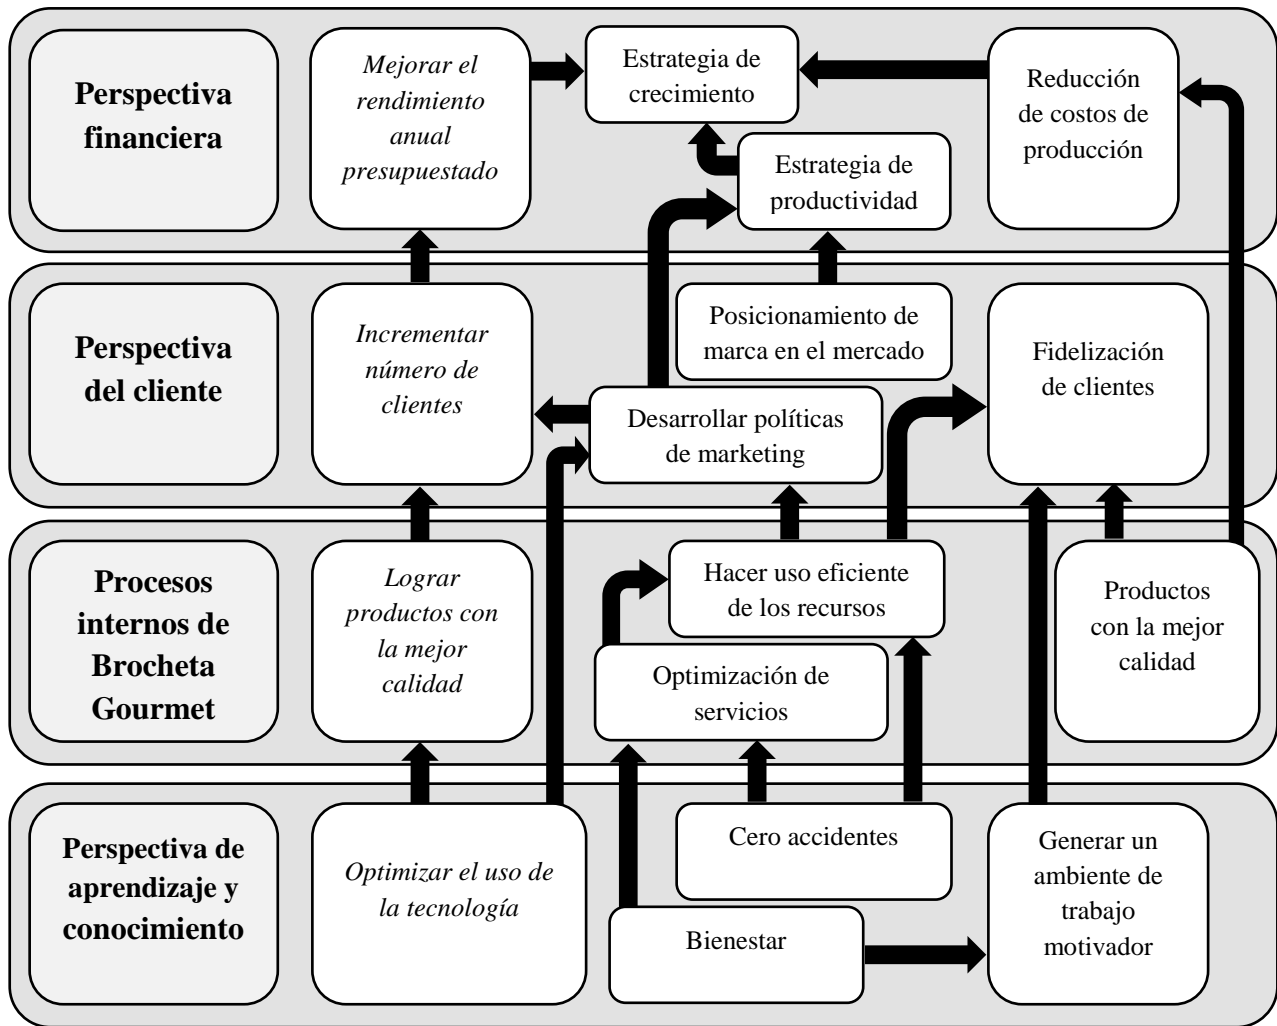 Perspectiva
financiera
Mejorar el
rendimiento
anual
presupuestado
Estrategia de
crecimiento
Estrategia de
productividad
Reducción
de costos de
producción
Perspectiva
del cliente
Incrementar
número de
clientes
Posicionamiento de
marca en el mercado
Desarrollar políticas
de marketing
Fidelización
de clientes
Procesos
internos de
Brocheta
Gourmet
Lograr
productos con
la mejor
calidad
Hacer uso eficiente
de los recursos
Optimización de
servicios
Productos
con la mejor
calidad
Perspectiva de
aprendizaje y
conocimiento
Optimizar el uso de
la tecnología
Cero accidentes
Bienestar
Generar un
ambiente de
trabajo
motivador